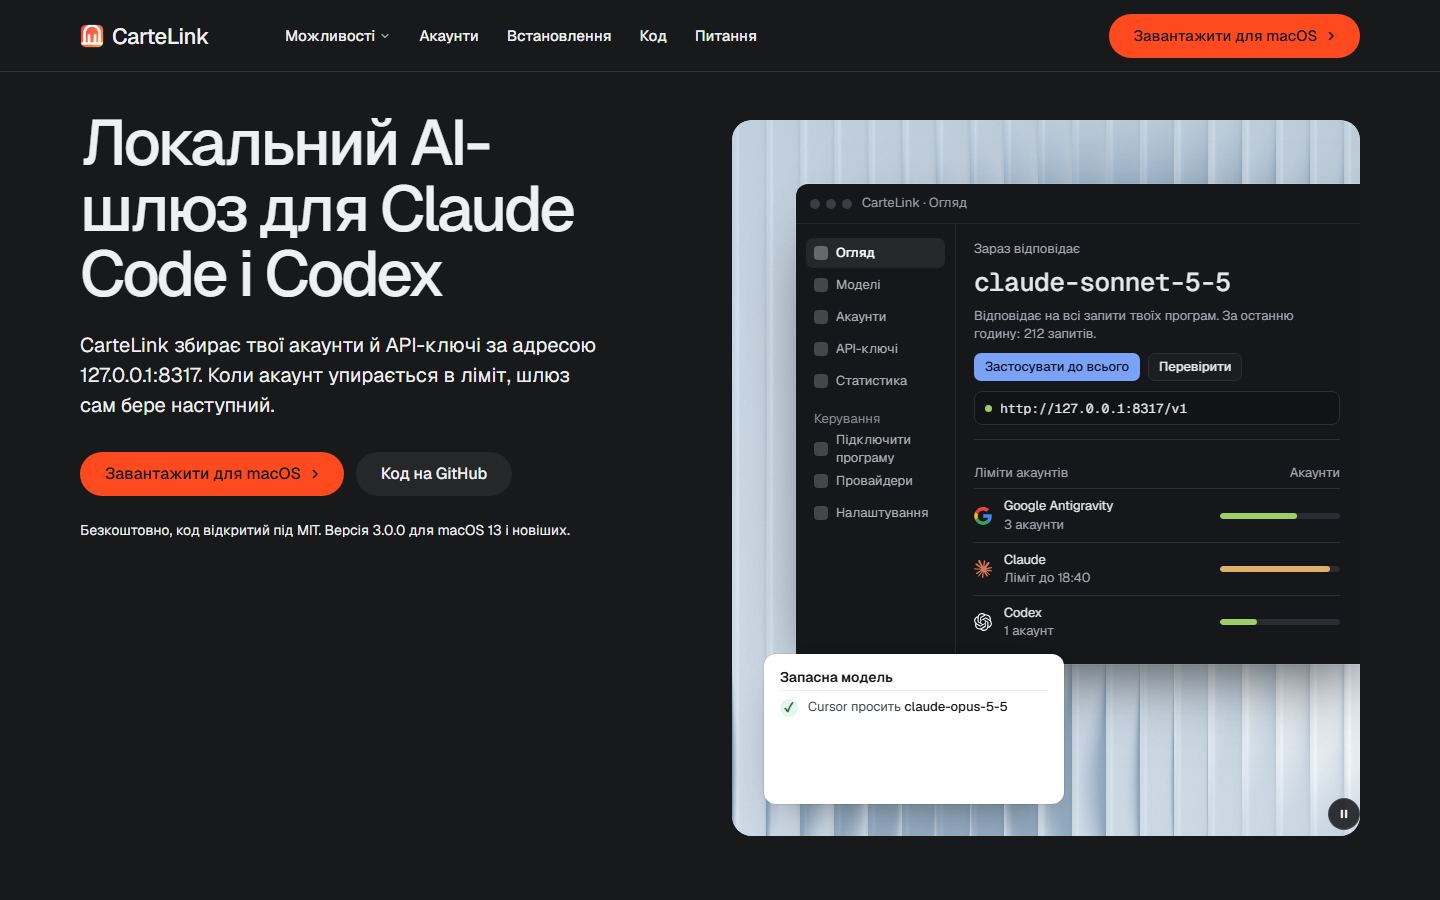 CarteLink
Можливості
Акаунти
Встановлення
Код
Питання
Завантажити для macOS
Локальний AI-
шлюз для Claude
Code і Codex
CarteLink збирає твої акаунти й API-ключі за адресою
127.0.0.1:8317. Коли акаунт упирається в ліміт, шлюз
сам бере наступний.
Завантажити для macOS
Код на GitHub
Безкоштовно, код відкритий під MIT. Версія 3.0.0 для macOS 13 і новіших.
CarteLink · Огляд
Огляд
Моделі
Акаунти
API-ключі
Статистика
Керування
Підключити
програму
Провайдери
Налаштування
Зараз відповідає
claude-sonnet-5-5
Відповідає на всі запити твоїх програм. За останню
годину: 212 запитів.
Застосувати до всього
Перевірити
http://127.0.0.1:8317/v1
Ліміти акаунтів
Акаунти
Google Antigravity
3 акаунти
Claude
Ліміт до 18:40
Codex
1 акаунт
Запасна модель
Cursor просить claude-opus-5-5